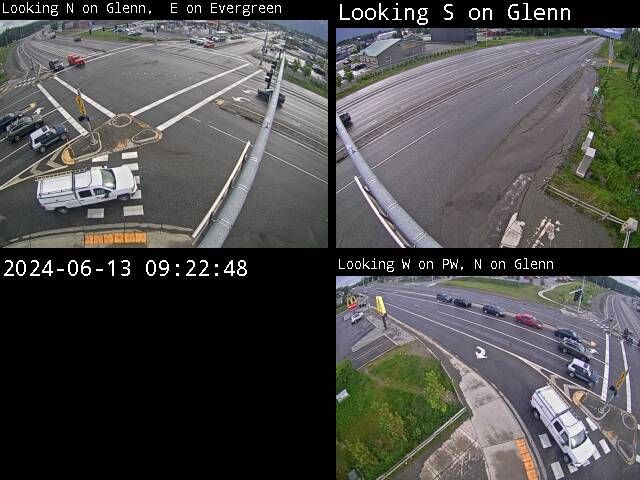 Looking N on Glenn,  E on Evergreen
Looking S on Glenn
2024-06-13 09:22:48
Looking W on PW, N on Glenn